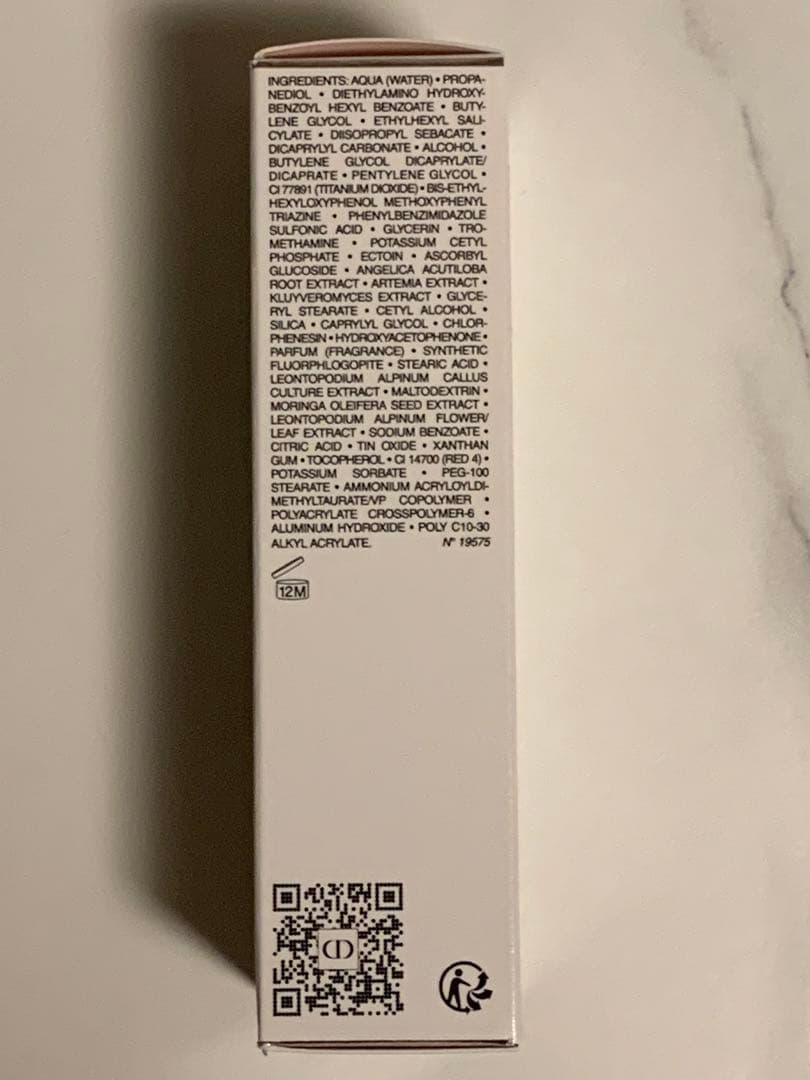 INGREDIENTS: AQUA (WATER) • PROPA-
NEDIOL • DIETHYLAMINO HYDROXY-
BENZOYL HEXYL BENZOATE • BUTY-
LENE GLYCOL • ETHYLHEXYL SALI-
CYLATE • DIISOPROPYL SEBACATE •
DICAPRYLYL CARBONATE • ALCOHOL •
BUTYLENE GLYCOL DICAPRYLATE/
DICAPRATE • PENTYLENE GLYCOL •
CI 77891 (TITANIUM DIOXIDE) • BIS-ETHYL-
HEXYLOXYPHENOL METHOXYPHENYL
TRIAZINE • PHENYLBENZIMIDAZOLE
SULFONIC ACID • GLYCERIN • TRO-
METHAMINE • POTASSIUM CETYL
PHOSPHATE • ECTOIN • ASCORBYL
GLUCOSIDE • ANGELICA ACUTILOBA
ROOT EXTRACT • ARTEMIA EXTRACT •
KLUYVEROMYCES EXTRACT • GLYCE-
RYL STEARATE • CETYL ALCOHOL •
SILICA • CAPRYLYL GLYCOL • CHLOR-
PHENESIN • HYDROXYACETOPHENONE •
PARFUM (FRAGRANCE) • SYNTHETIC
FLUORPHLOGOPITE • STEARIC ACID •
LEONTOPODIUM ALPINUM CALLUS
CULTURE EXTRACT • MALTODEXTRIN •
MORINGA OLEIFERA SEED EXTRACT •
LEONTOPODIUM ALPINUM FLOWER/
LEAF EXTRACT • SODIUM BENZOATE •
CITRIC ACID • TIN OXIDE • XANTHAN
GUM • TOCOPHEROL • CI 14700 (RED 4) •
POTASSIUM SORBATE • PEG-100
STEARATE • AMMONIUM ACRYLOYLDI-
METHYLTAURATE/VP COPOLYMER •
POLYACRYLATE CROSSPOLYMER-6 •
ALUMINUM HYDROXIDE • POLY C10-30
ALKYL ACRYLATE. N° 19575
12M
CD